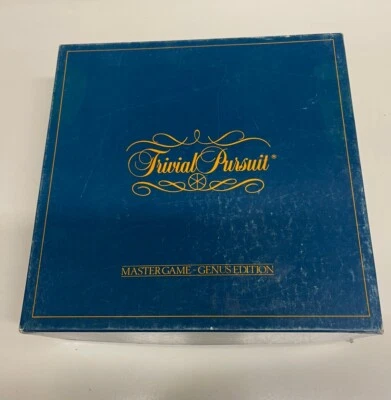 Trivial Pursuit®
MASTER GAME - GENUS EDITION